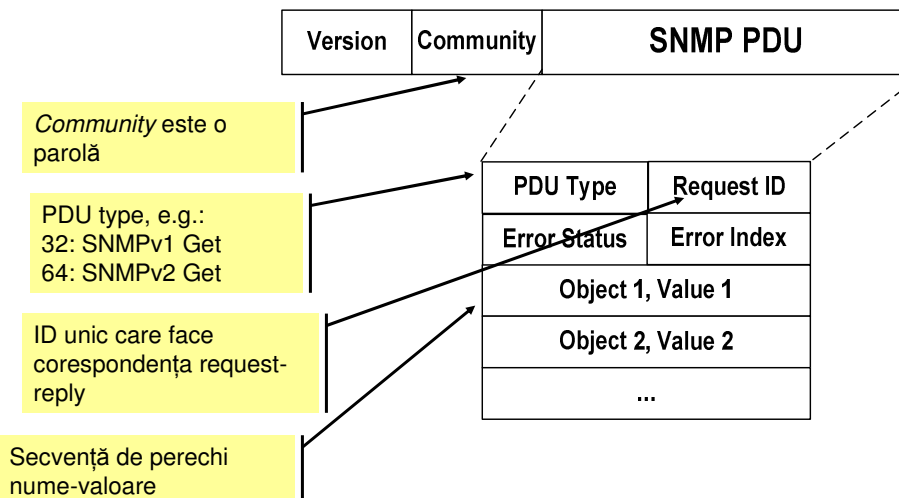 Version Community SNMP PDU
Community este o
parolă
PDU Type Request ID
PDU type, e.g.:
32: SNMPv1 Get
64: SNMPv2 Get
Error Status Error Index
Object 1, Value 1
ID unic care face
corespondența request-
reply
Object 2, Value 2
...
Secvență de perechi
nume-valoare